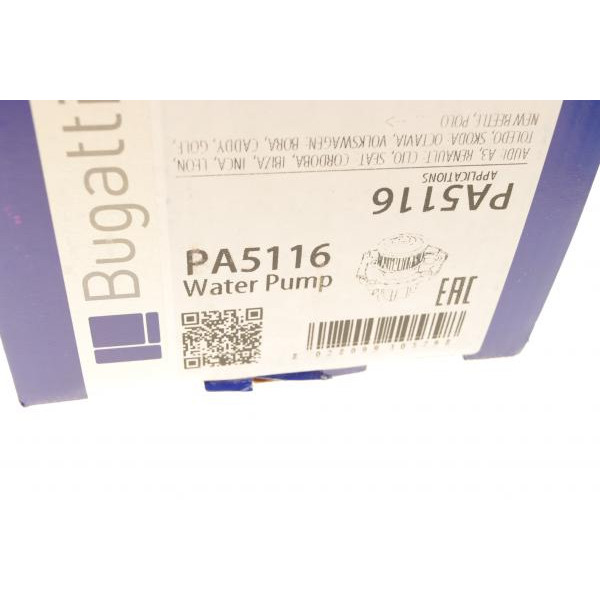 Bugatti
PA5116
Water Pump
EAC
PA5116
APPLICATIONS
AUDI: A3, RENAULT: CLIO, SEAT: CORDOBA, IBIZA, INCA, LEON,
TOLEDO, SKODA: OCTAVIA, VOLKSWAGEN: BORA, CADDY, GOLF,
NEW BEETLE, POLO